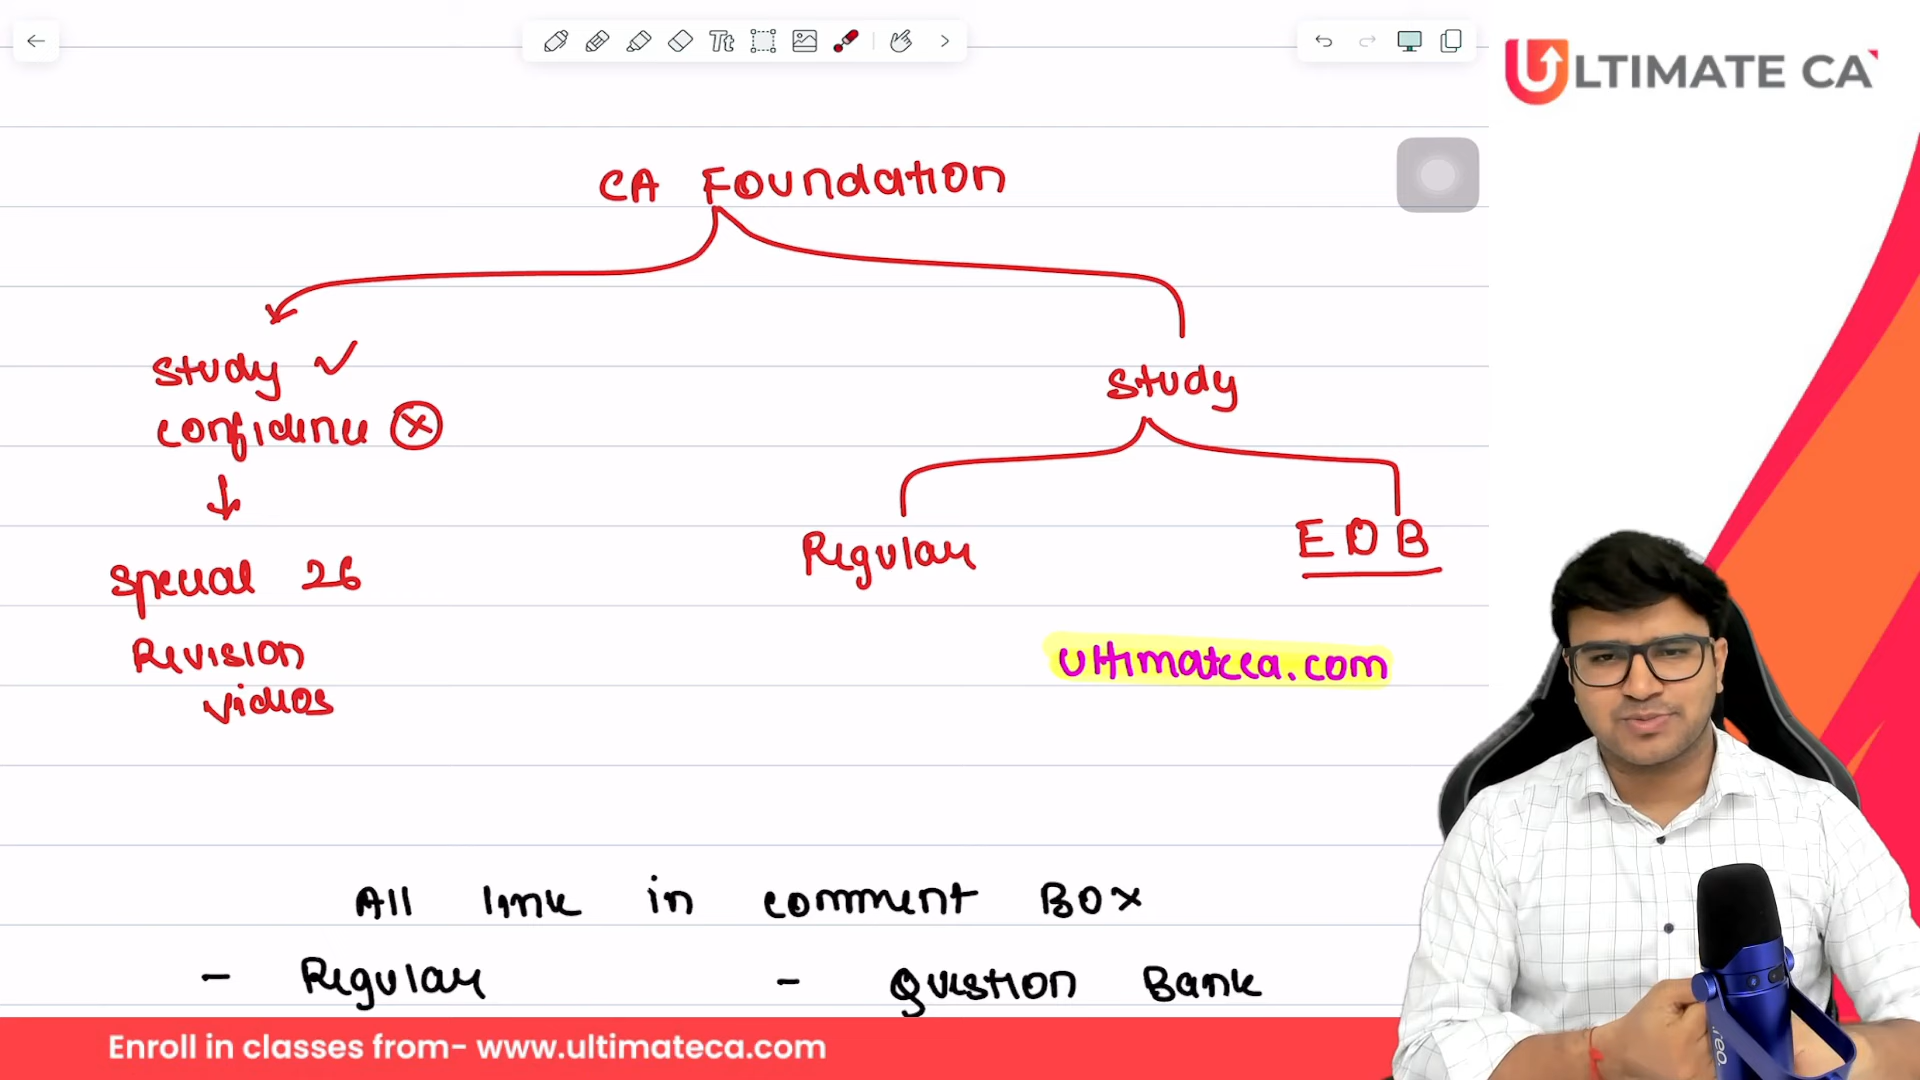 ULTIMATE CA
CA Foundation
Study ✓
confidence ⓧ
Study
Regular
EDB
Special 26
Revision
videos
ultimateca.com
All link in comment BOX
- Regular - Question Bank
Enroll in classes from- www.ultimateca.com